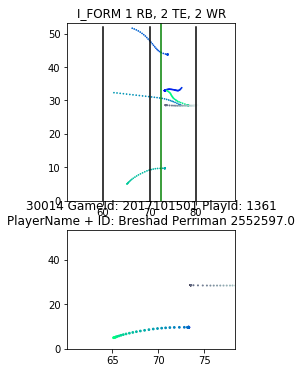 I_FORM 1 RB, 2 TE, 2 WR
50
40
30
20
10
0
60 70 80
30014 GameId: 2017101501 PlayId: 1361
PlayerName + ID: Breshad Perriman 2552597.0
40
20
0
65 70 75